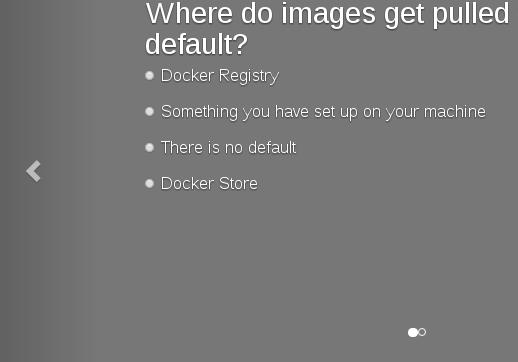 Where do images get pulled
default?
Docker Registry
Something you have set up on your machine
There is no default
Docker Store